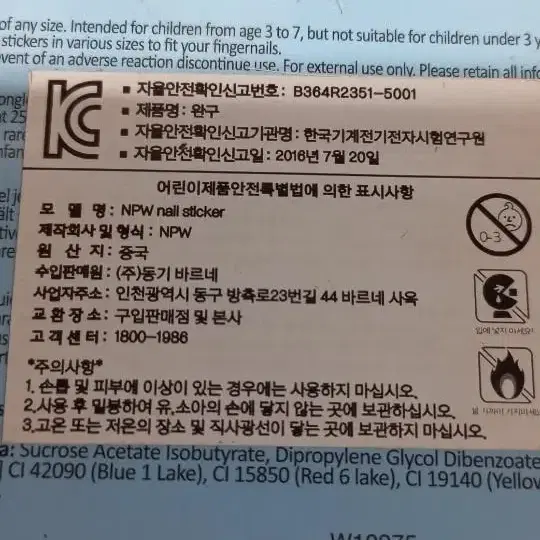 of any size. Intended for children from age 3 to 7, but not suitable for children under 3 y
stickers in various sizes to fit your fingernails.
vent of an adverse reaction discontinue use. For external use only. Please retain all info
KC
■ 자율안전확인신고번호 : B364R2351-5001
■ 제품명 : 완구
■ 자율안전확인신고기관명 : 한국기계전기전자시험연구원
■ 자율안전확인신고일 : 2016년 7월 20일
어린이제품안전특별법에 의한 표시사항
모 델 명 : NPW nail sticker
제작회사 및 형식 : NPW
원 산 지 : 중국
수입판매원 : (주)동기 바르네
사업자주소 : 인천광역시 동구 방축로23번길 44 바르네 사옥
교 환 장 소 : 구입판매점 및 본사
고 객 센 터 : 1800-1986
0-3
입에 넣지 마세요!
*주의사항*
1. 손톱 및 피부에 이상이 있는 경우에는 사용하지 마십시오.
2.사용 후 밀봉하여 유,소아의 손에 닿지 않는 곳에 보관하십시오.
3.고온 또는 저온의 장소 및 직사광선이 닿는 곳에 보관하지 마십시오.
a: Sucrose Acetate Isobutyrate, Dipropylene Glycol Dibenzoate
CI 42090 (Blue 1 Lake), CI 15850 (Red 6 lake), CI 19140 (Yellow